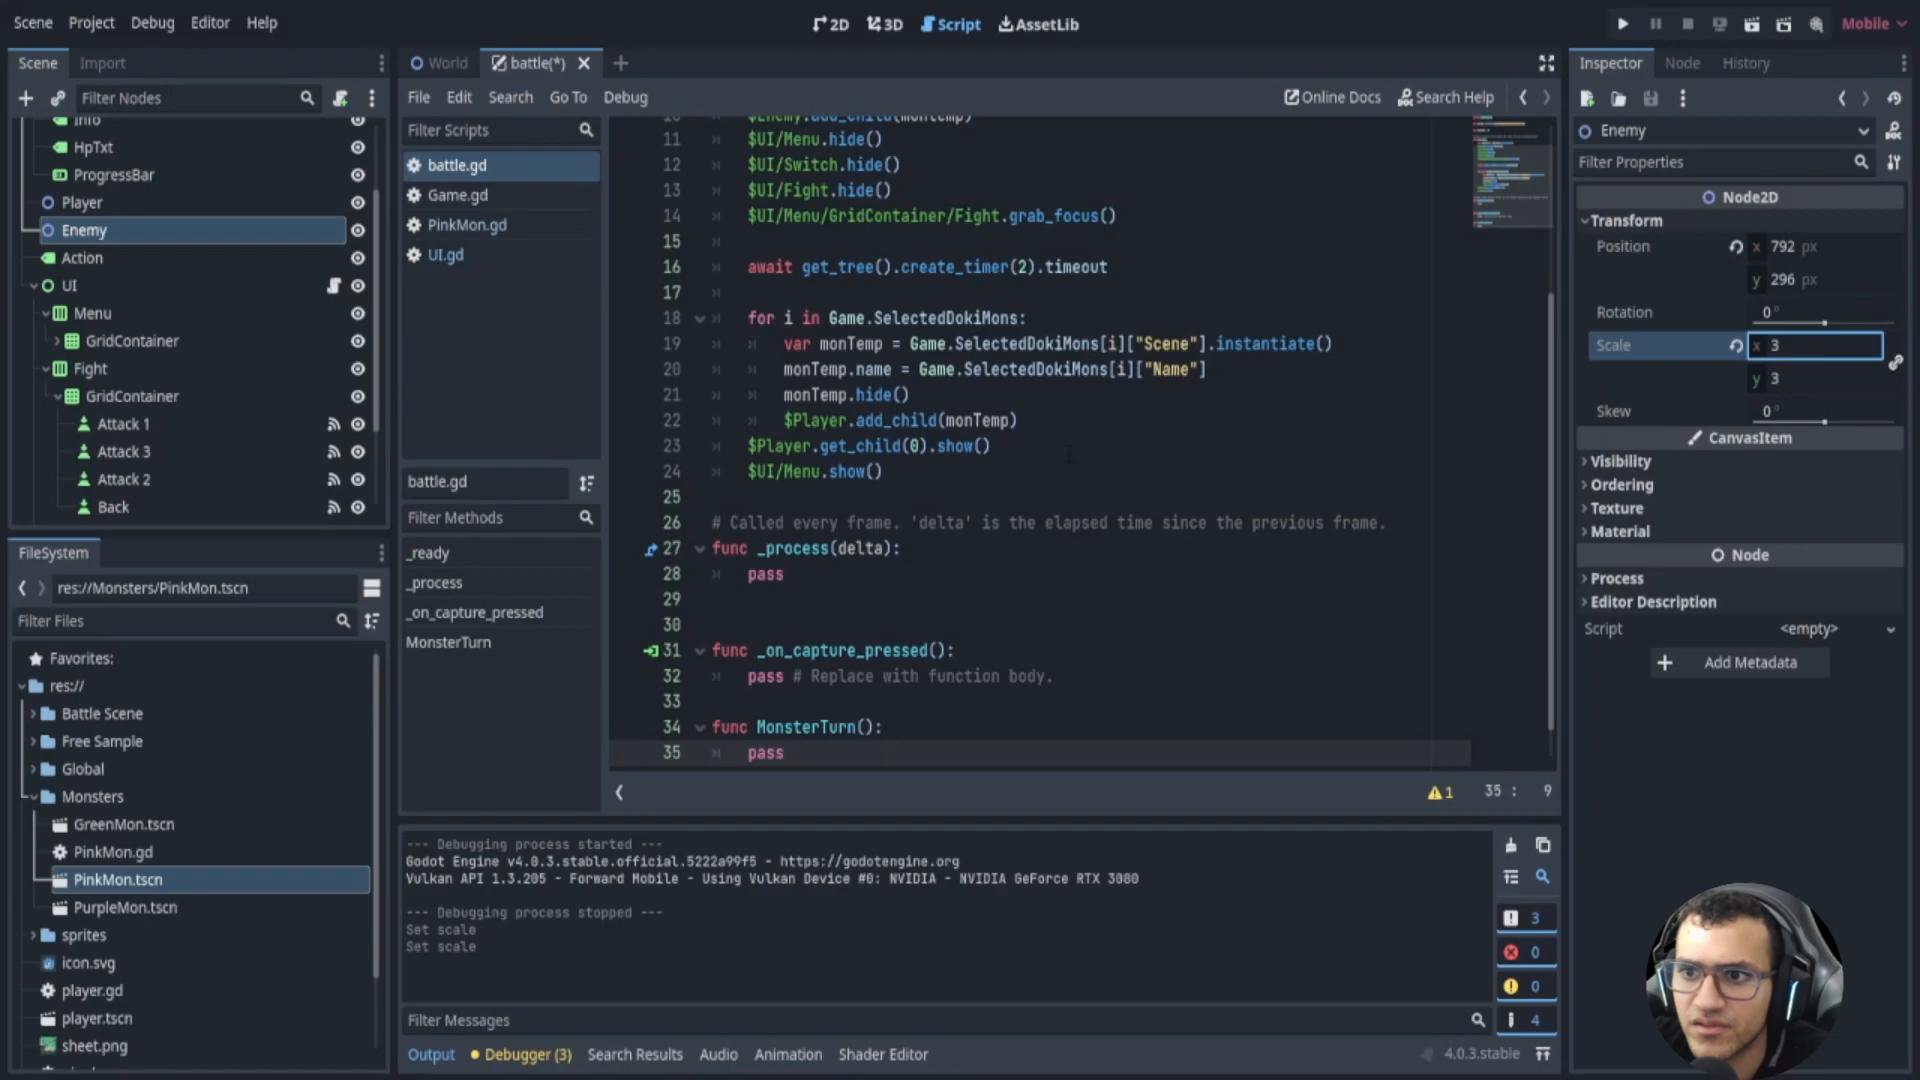 Scene Project Debug Editor Help
2D 3D Script AssetLib
Mobile
Scene Import
Filter Nodes
Info
HpTxt
ProgressBar
Player
Enemy
Action
UI
Menu
GridContainer
Fight
GridContainer
Attack 1
Attack 3
Attack 2
Back
FileSystem
res://Monsters/PinkMon.tscn
Filter Files
Favorites:
res://
Battle Scene
Free Sample
Global
Monsters
GreenMon.tscn
PinkMon.gd
PinkMon.tscn
PurpleMon.tscn
sprites
icon.svg
player.gd
player.tscn
sheet.png
World battle(*)
File Edit Search Go To Debug
Online Docs Search Help
Filter Scripts
battle.gd
Game.gd
PinkMon.gd
UI.gd
battle.gd
Filter Methods
_ready
_process
_on_capture_pressed
MonsterTurn
10 $Enemy.add_child(monTemp)
11 $UI/Menu.hide()
12 $UI/Switch.hide()
13 $UI/Fight.hide()
14 $UI/Menu/GridContainer/Fight.grab_focus()
15
16 await get_tree().create_timer(2).timeout
17
18 for i in Game.SelectedDokiMons:
19 var monTemp = Game.SelectedDokiMons[i]["Scene"].instantiate()
20 monTemp.name = Game.SelectedDokiMons[i]["Name"]
21 monTemp.hide()
22 $Player.add_child(monTemp)
23 $Player.get_child(0).show()
24 $UI/Menu.show()
25
26 # Called every frame. 'delta' is the elapsed time since the previous frame.
27 func _process(delta):
28 pass
29
30
31 func _on_capture_pressed():
32 pass # Replace with function body.
33
34 func MonsterTurn():
35 pass
1 35 : 9
--- Debugging process started ---
Godot Engine v4.0.3.stable.official.5222a99f5 - https://godotengine.org
Vulkan API 1.3.205 - Forward Mobile - Using Vulkan Device #0: NVIDIA - NVIDIA GeForce RTX 3080
--- Debugging process stopped ---
Set scale
Set scale
3
0
0
4
Filter Messages
Output Debugger (3) Search Results Audio Animation Shader Editor 4.0.3.stable
Inspector Node History
Enemy
Filter Properties
Node2D
Transform
Position x 792 px
y 296 px
Rotation 0 °
Scale x 3
y 3
Skew 0 °
CanvasItem
Visibility
Ordering
Texture
Material
Node
Process
Editor Description
Script <empty>
Add Metadata